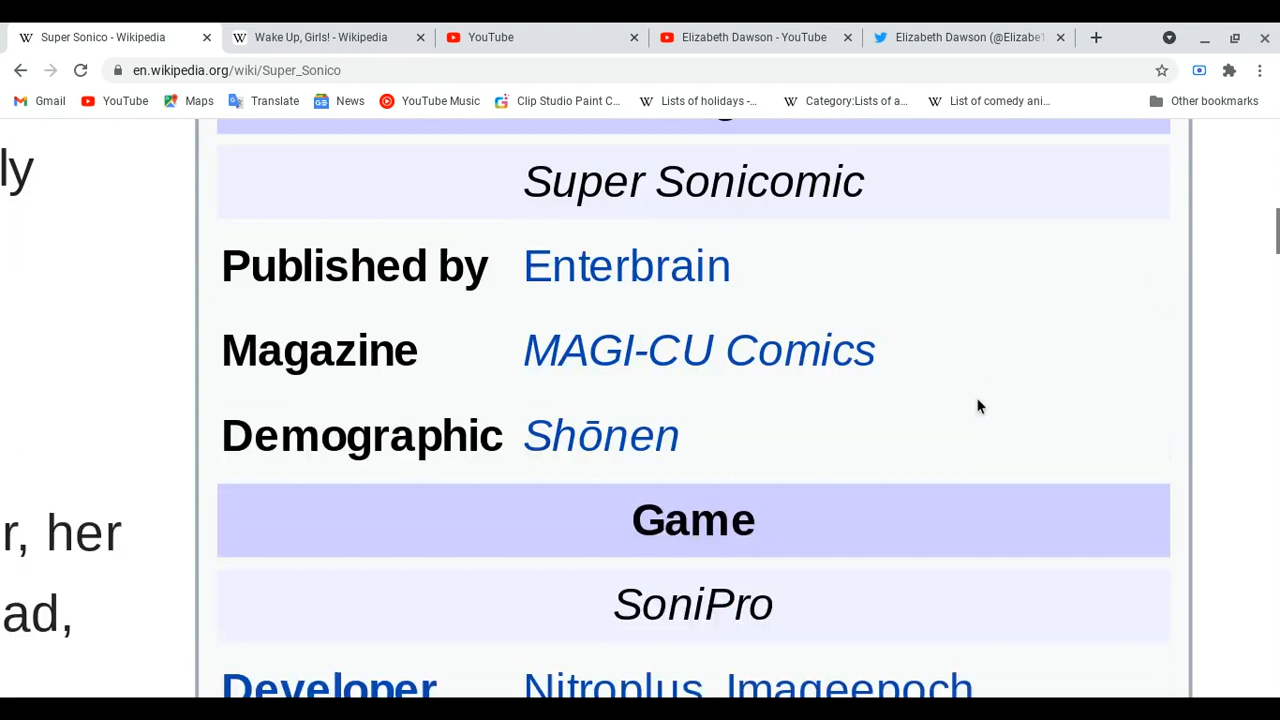 Super Sonico - Wikipedia
Wake Up, Girls! - Wikipedia
YouTube
Elizabeth Dawson - YouTube
Elizabeth Dawson (@Elizabe
en.wikipedia.org/wiki/Super_Sonico
Gmail
YouTube
Maps
Translate
News
YouTube Music
Clip Studio Paint C...
Lists of holidays -...
Category:Lists of a...
List of comedy ani...
Other bookmarks
ly
Super Sonicomic
Published by Enterbrain
Magazine MAGI-CU Comics
Demographic Shōnen
Game
r, her
SoniPro
ad,
Developer Nitroplus, Imageepoch